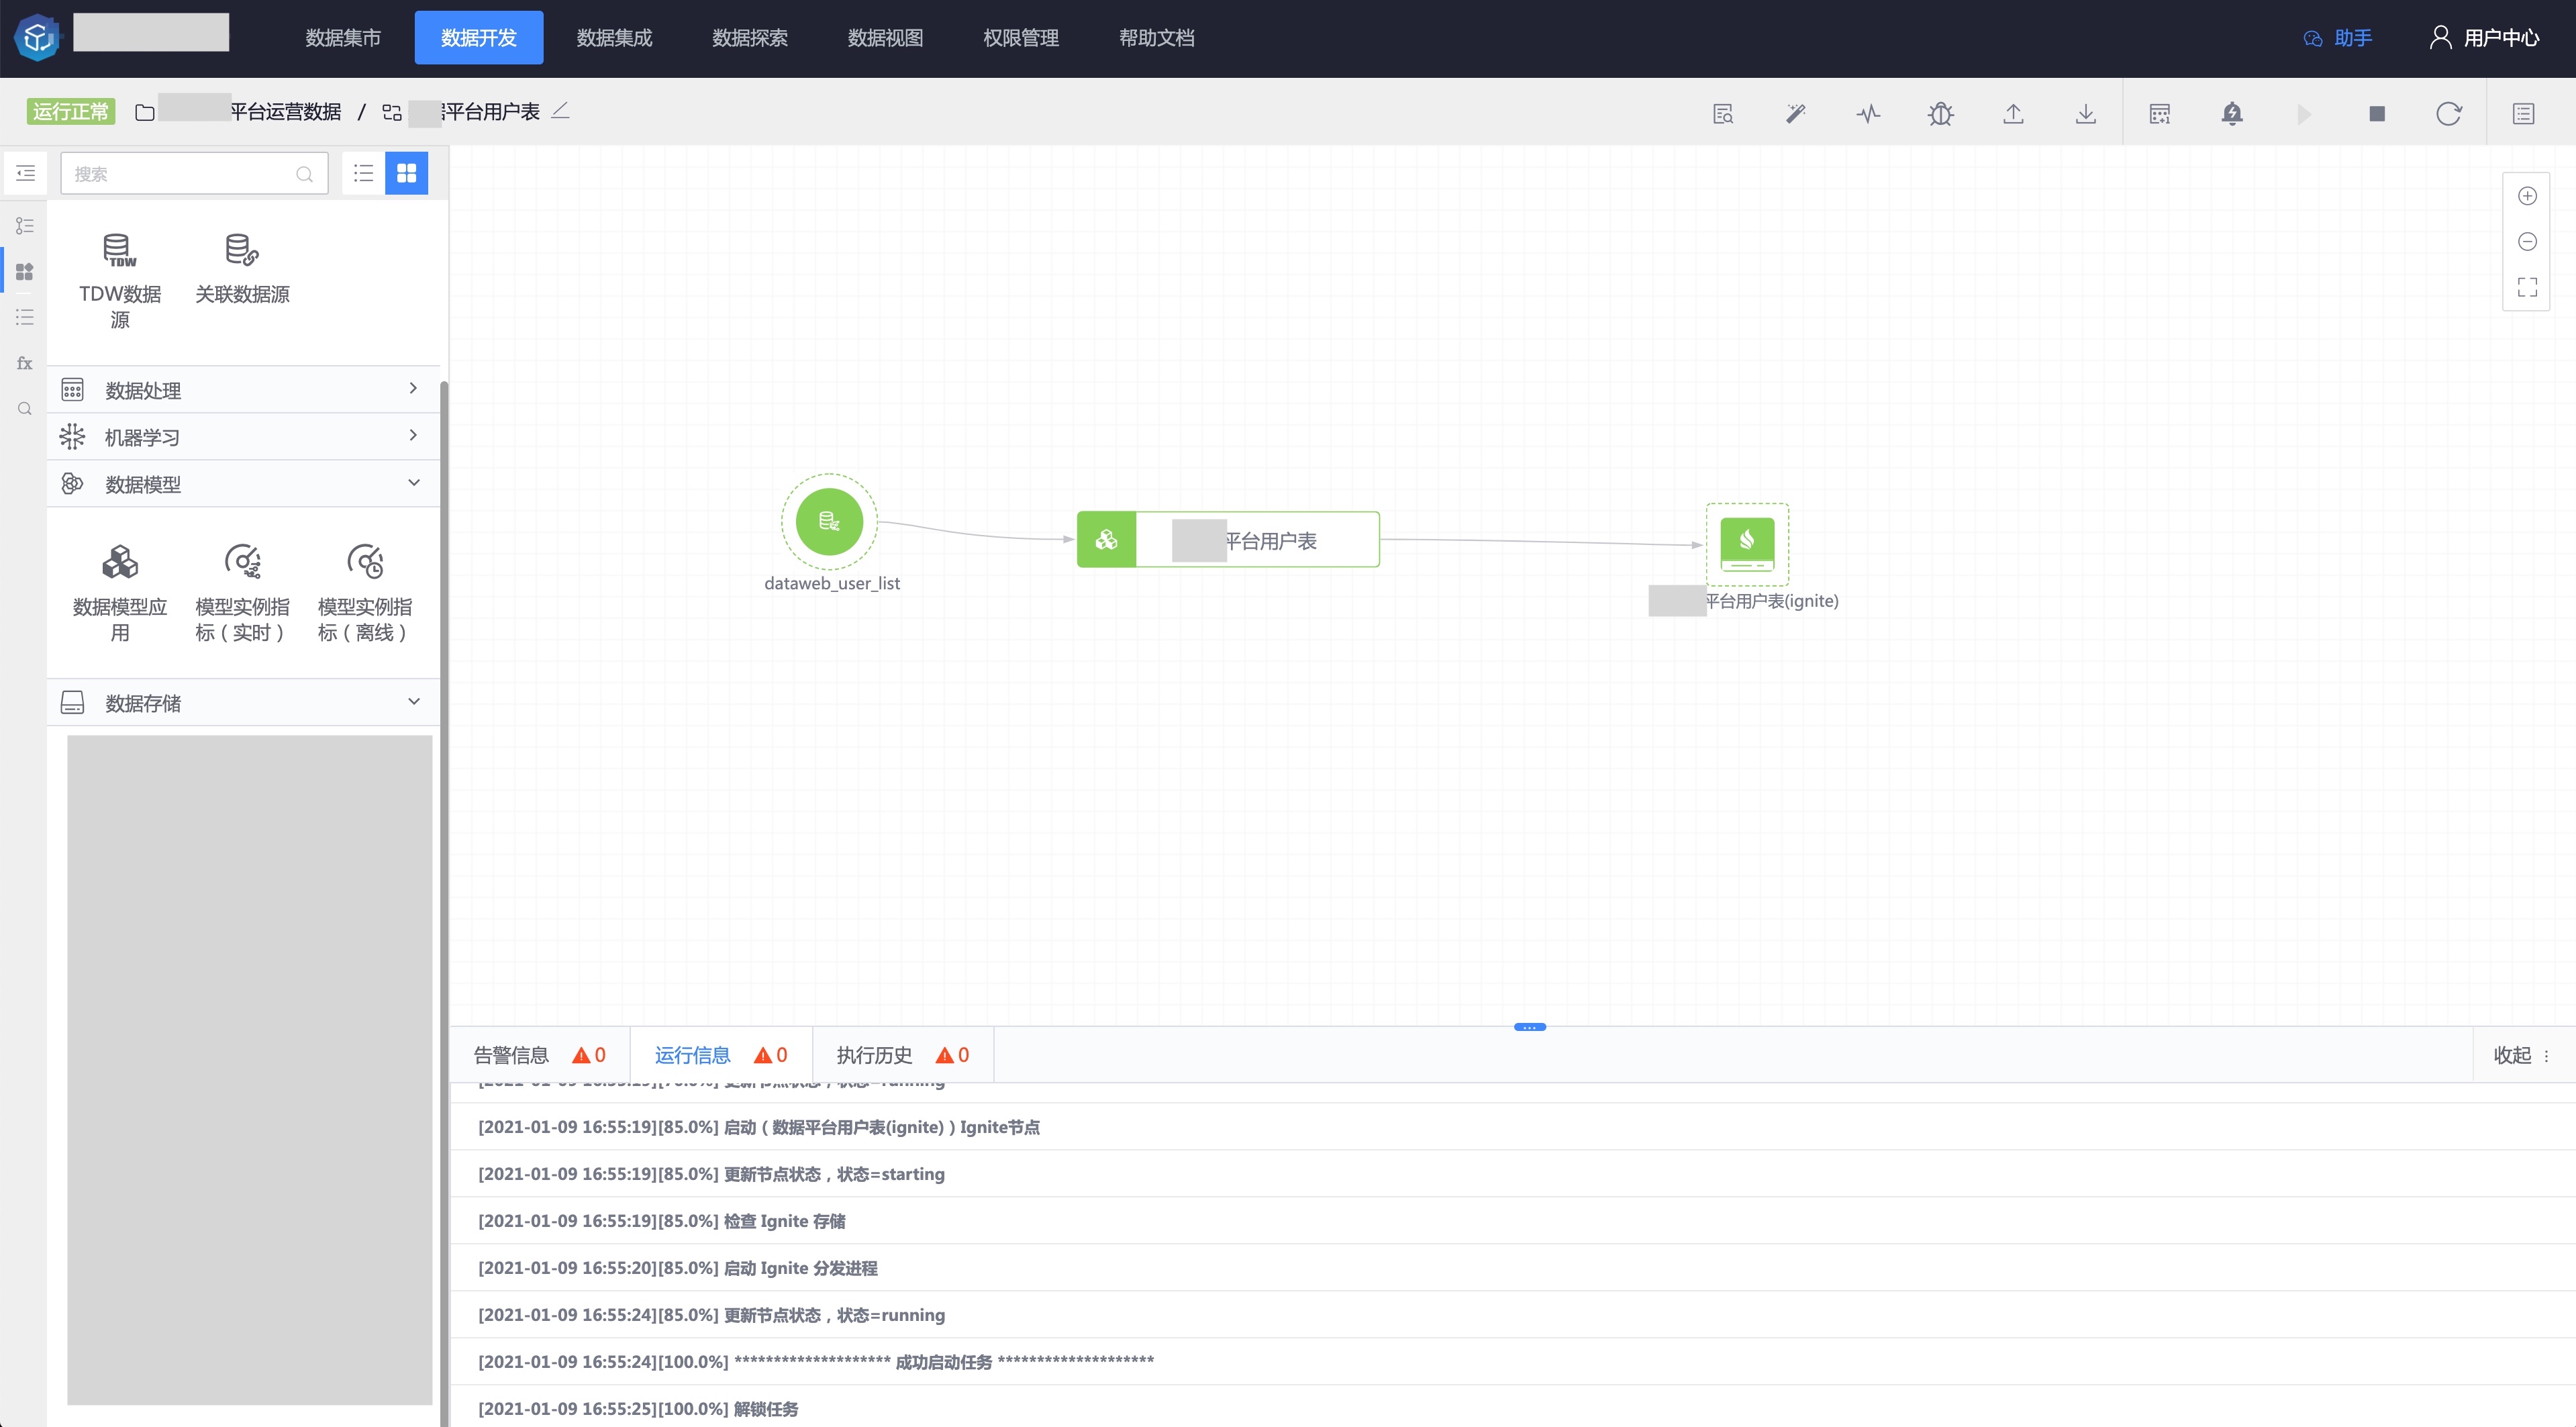 数据集市 数据开发 数据集成 数据探索 数据视图 权限管理 帮助文档 助手 用户中心
运行正常 平台运营数据 / 平台用户表
搜索
TDW
TDW数据源 关联数据源
fx
数据处理
机器学习
数据模型
数据模型应用 模型实例指标（实时） 模型实例指标（离线）
数据存储
dataweb_user_list
平台用户表
平台用户表(ignite)
告警信息 0 运行信息 0 执行历史 0 收起
[2021-01-09 16:55:19][85.0%] 启动（数据平台用户表(ignite)）Ignite节点
[2021-01-09 16:55:19][85.0%] 更新节点状态，状态=starting
[2021-01-09 16:55:19][85.0%] 检查 Ignite 存储
[2021-01-09 16:55:20][85.0%] 启动 Ignite 分发进程
[2021-01-09 16:55:24][85.0%] 更新节点状态，状态=running
[2021-01-09 16:55:24][100.0%] ******************** 成功启动任务 ********************
[2021-01-09 16:55:25][100.0%] 解锁任务